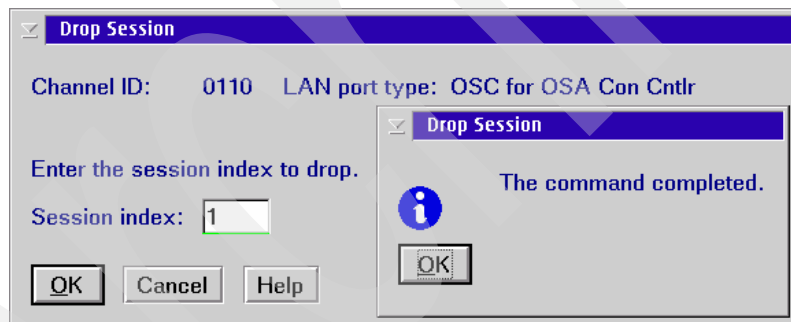 Drop Session
Channel ID: 0110 LAN port type: OSC for OSA Con Cntlr
Enter the session index to drop.
Session index: 1
OK Cancel Help
Drop Session
The command completed.
OK